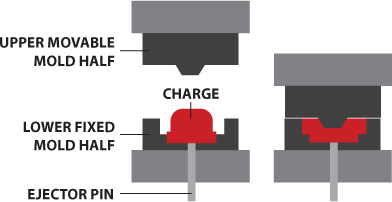 UPPER MOVABLE
MOLD HALF
CHARGE
LOWER FIXED
MOLD HALF
EJECTOR PIN